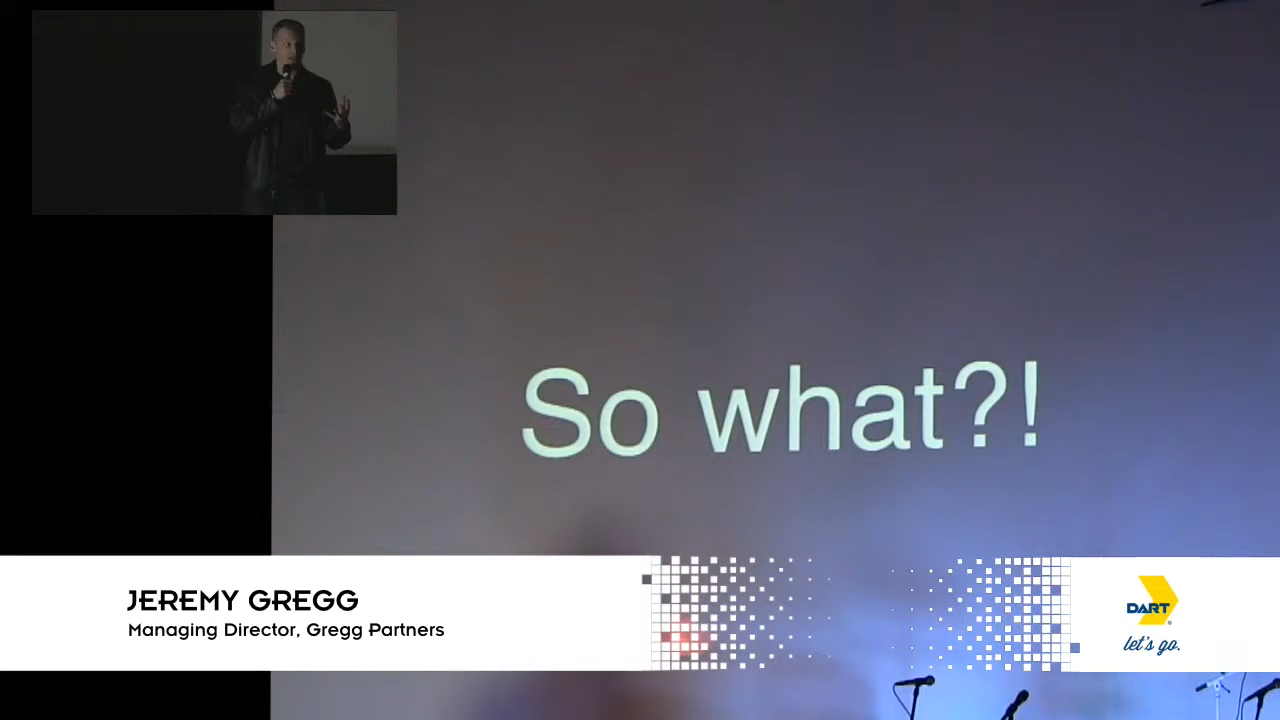 So what?!
JEREMY GREGG
Managing Director, Gregg Partners
DART
let's go.